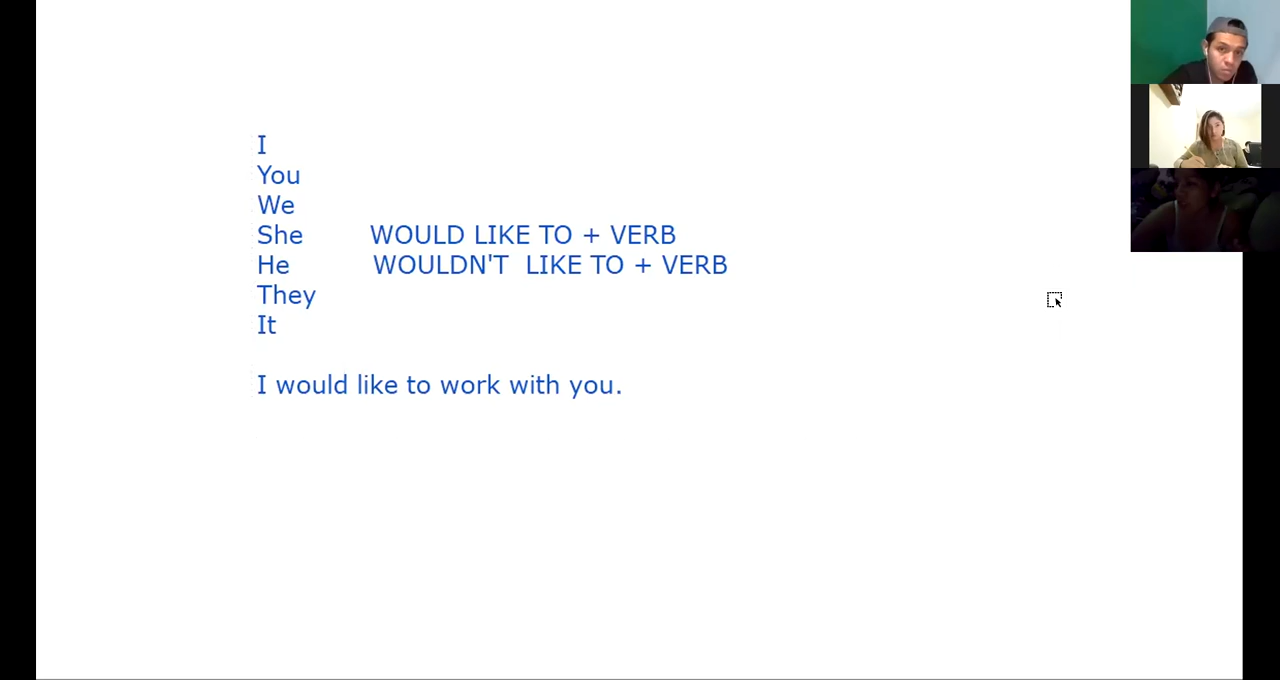 I
You
We
She WOULD LIKE TO + VERB
He WOULDN'T LIKE TO + VERB
They
It
I would like to work with you.